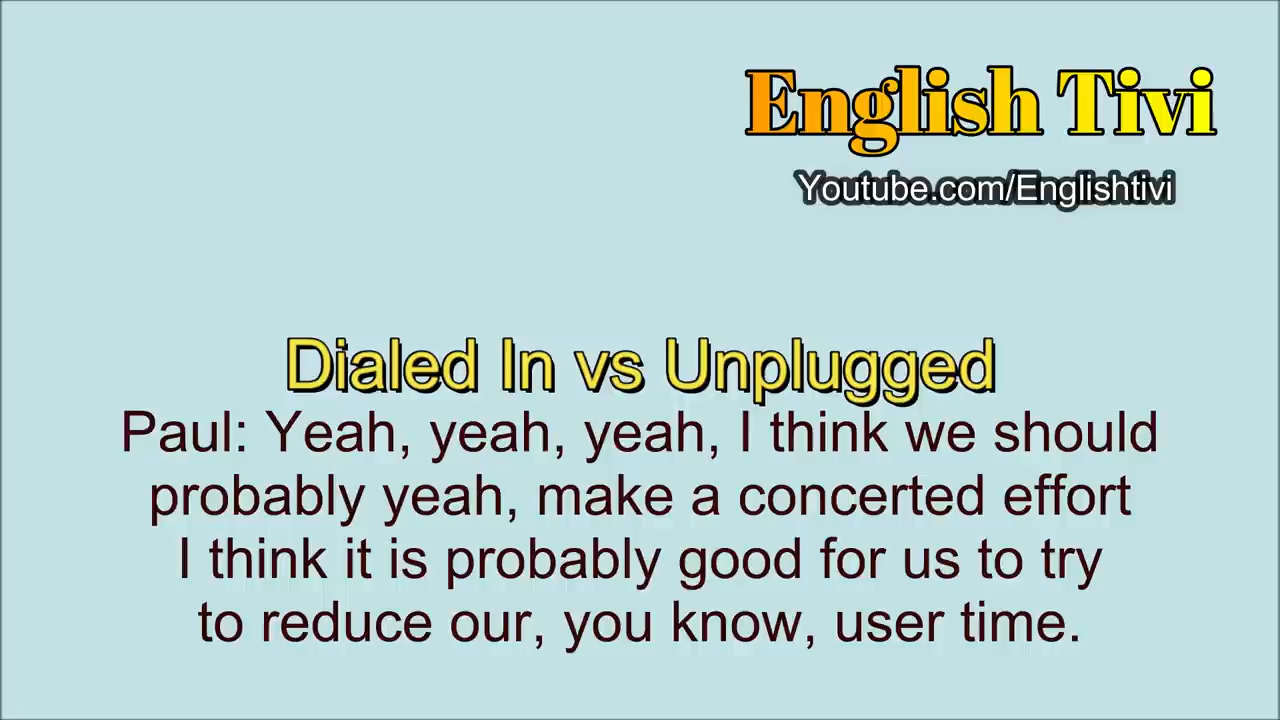 English Tivi
Youtube.com/Englishtivi
Dialed In vs Unplugged
Paul: Yeah, yeah, yeah, I think we should
probably yeah, make a concerted effort
I think it is probably good for us to try
to reduce our, you know, user time.